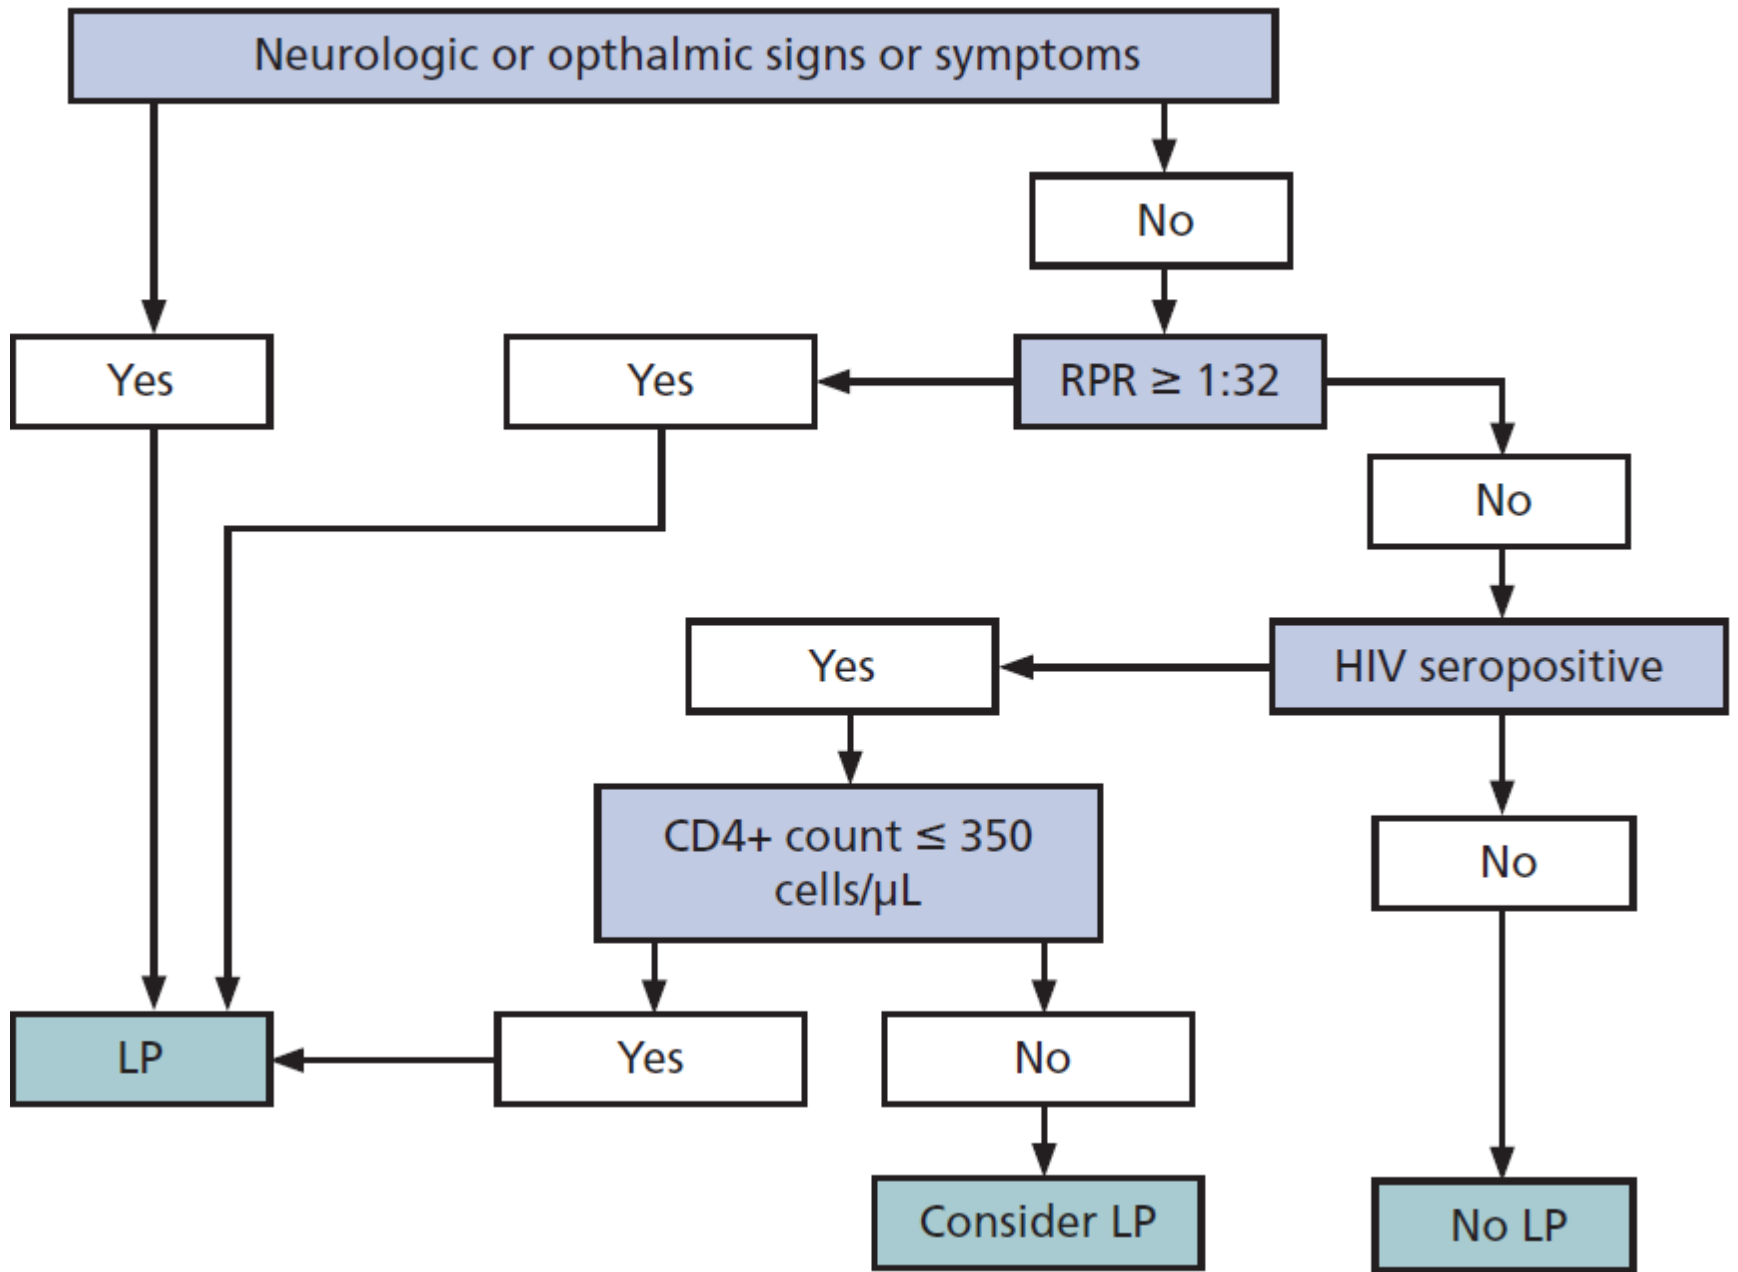 Neurologic or opthalmic signs or symptoms
No
Yes
Yes
RPR ≥ 1:32
No
Yes
HIV seropositive
CD4+ count ≤ 350
cells/µL
No
LP
Yes
No
Consider LP
No LP